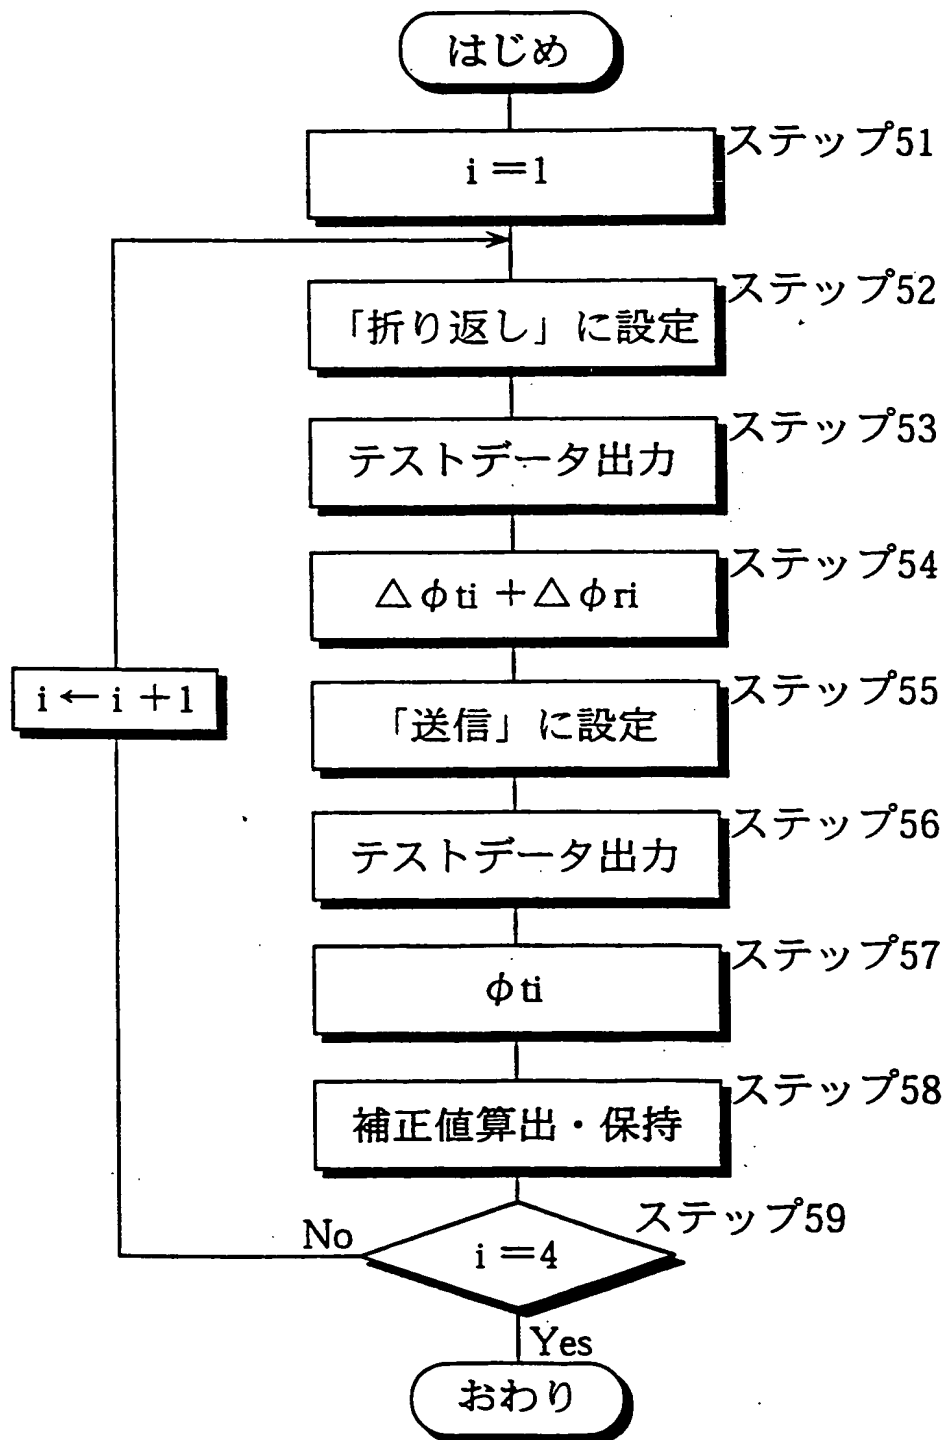 はじめ
ステップ51
i=1
ステップ52
「折り返し」に設定
ステップ53
テストデータ出力
ステップ54
△φti+△φri
ステップ55
「送信」に設定
i←i+1
ステップ56
テストデータ出力
ステップ57
φti
ステップ58
補正値算出・保持
ステップ59
No
i=4
Yes
おわり